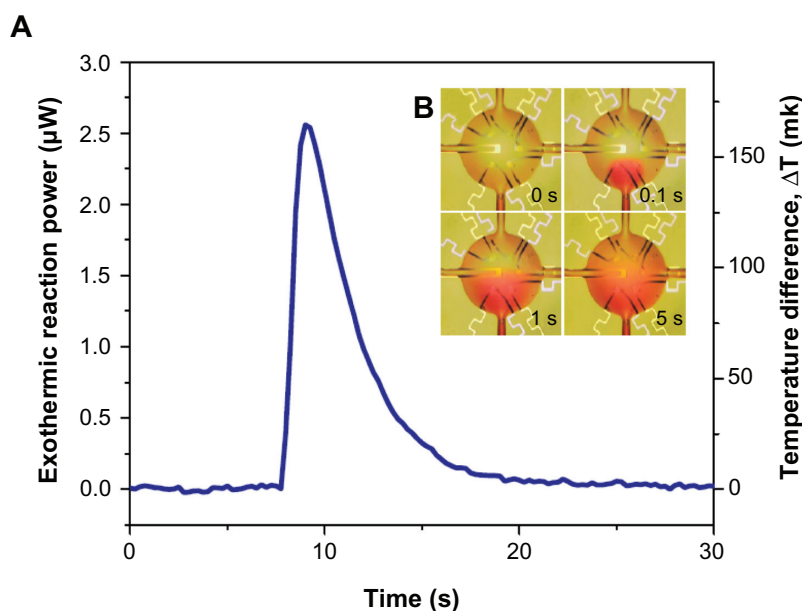 A
Exothermic reaction power (µW)
3.0
2.5
2.0
1.5
1.0
0.5
0.0
B
0 s
0.1 s
1 s
5 s
150
100
50
0
Temperature difference, ΔT (mk)
0
10
20
30
Time (s)